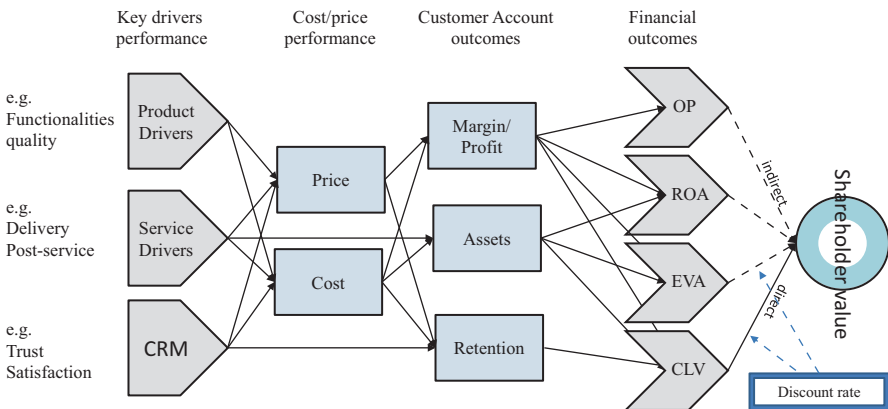 Key drivers
performance
Cost/price
performance
Customer Account
outcomes
Financial
outcomes
e.g.
Functionalities
quality
Product
Drivers
Price
Margin/
Profit
OP
indirect
e.g.
Delivery
Post-service
Service
Drivers
Cost
Assets
ROA
EVA
Shareholder value
direct
e.g.
Trust
Satisfaction
CRM
Retention
CLV
Discount rate